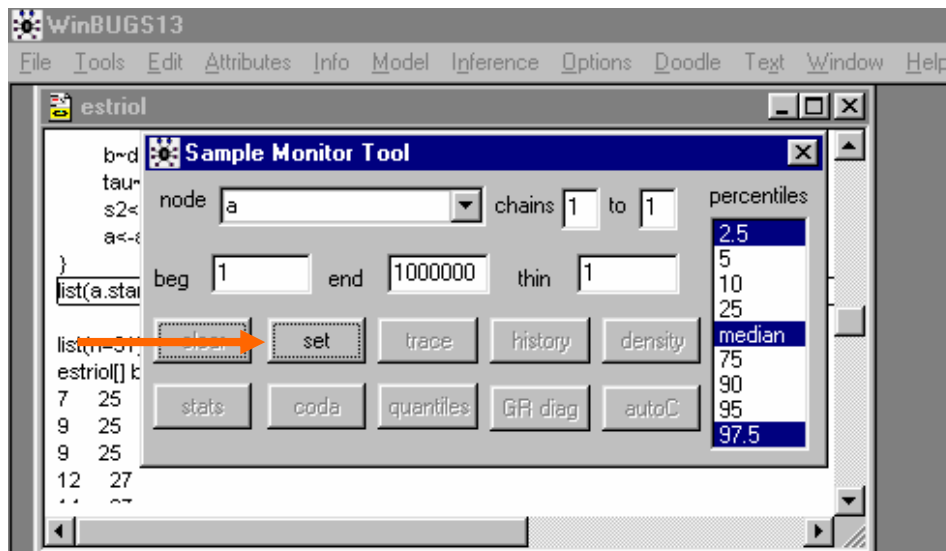 WinBUGS13
File Tools Edit Attributes Info Model Inference Options Doodle Text Window Help
estriol
b~d
tau~
s2<
a<-a
}
list(a.star
list(n=31)
estriol[] b
7 25
9 25
9 25
12 27
Sample Monitor Tool
node a chains 1 to 1 percentiles
beg 1 end 1000000 thin 1
clear set trace history density
stats coda quantiles GR diag autoC
2.5
5
10
25
median
75
90
95
97.5